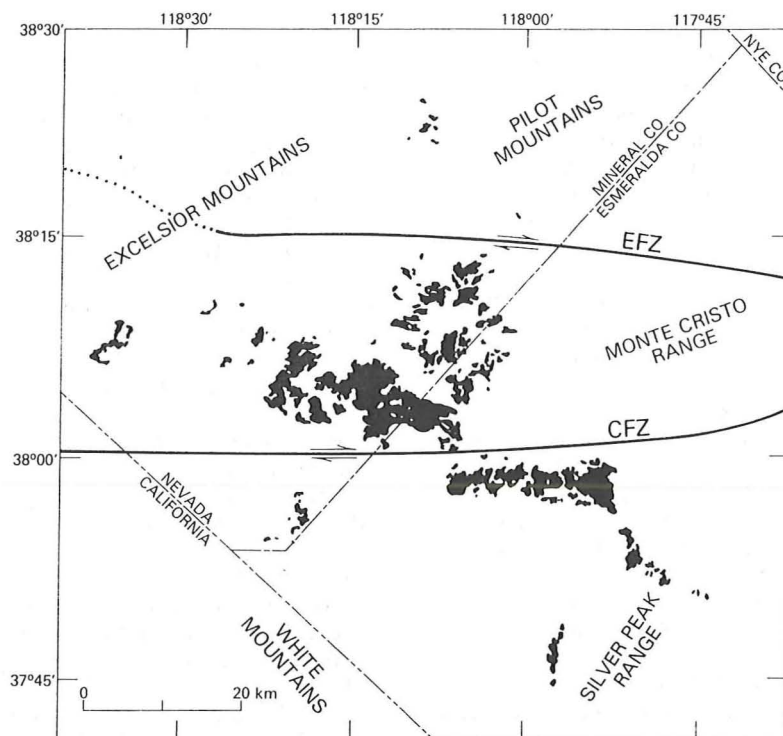 118°30' 118°15' 118°00' 117°45'
38°30'
NYE CO
PILOT
MOUNTAINS
MINERAL CO
ESMERALDA CO
EXCELSIOR MOUNTAINS
38°15'
EFZ
MONTE CRISTO
RANGE
CFZ
38°00'
NEVADA
CALIFORNIA
WHITE
MOUNTAINS
SILVER PEAK
RANGE
37°45'
0 20 km